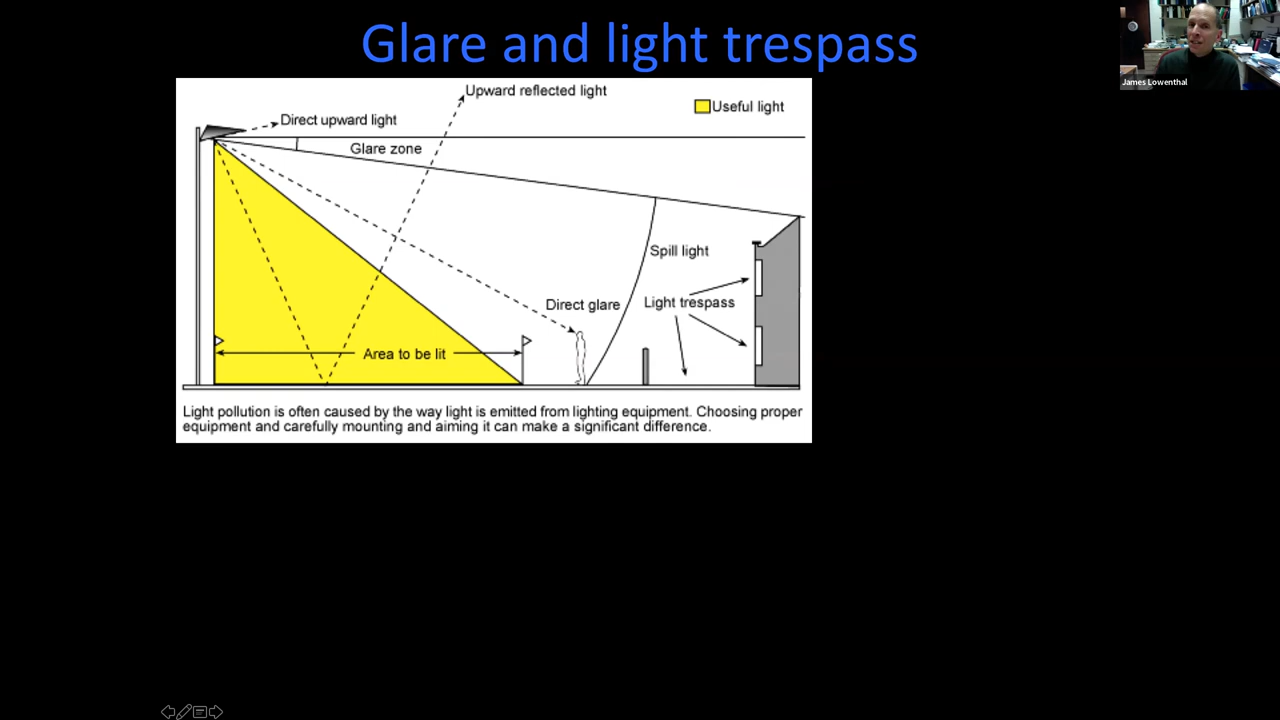 Glare and light trespass
James Lowenthal
Upward reflected light
Useful light
Direct upward light
Glare zone
Spill light
Direct glare
Light trespass
Area to be lit
Light pollution is often caused by the way light is emitted from lighting equipment. Choosing proper
equipment and carefully mounting and aiming it can make a significant difference.